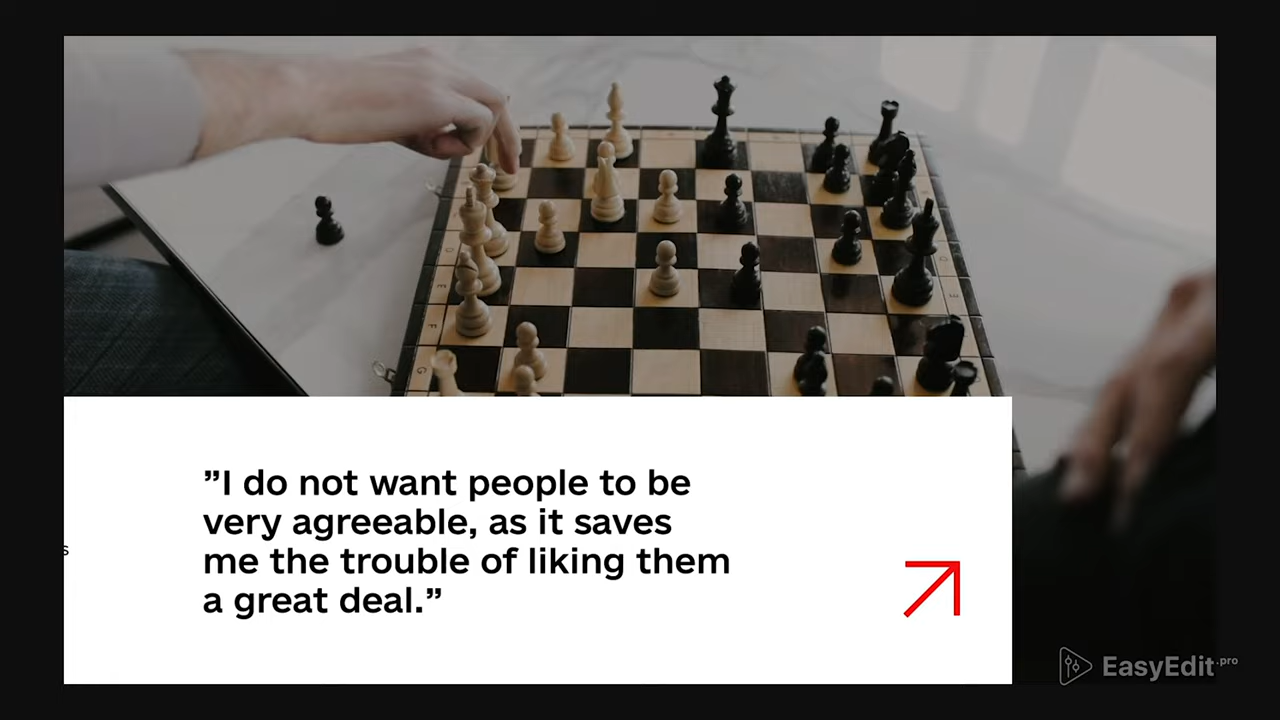 ”I do not want people to be
very agreeable, as it saves
me the trouble of liking them
a great deal.”
s
EasyEdit.pro